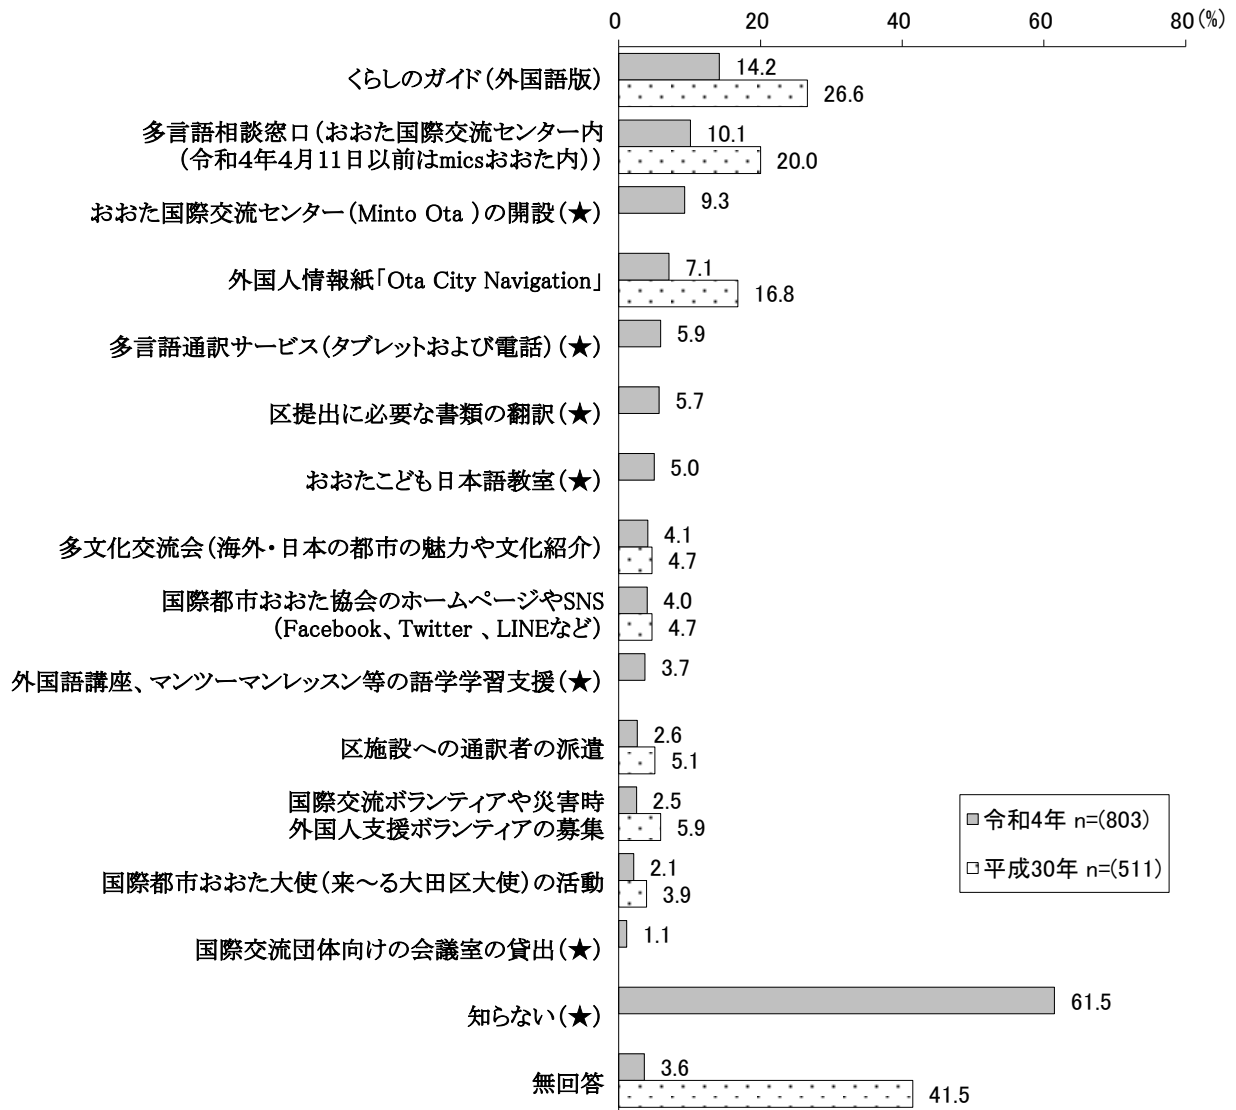 0 20 40 60 80(%)
くらしのガイド(外国語版) 14.2
26.6
多言語相談窓口(おおた国際交流センター内 10.1
(令和4年4月11日以前はmicsおおた内)) 20.0
おおた国際交流センター(Minto Ota )の開設(★) 9.3
外国人情報紙「Ota City Navigation」 7.1
16.8
多言語通訳サービス(タブレットおよび電話)(★) 5.9
区提出に必要な書類の翻訳(★) 5.7
おおたこども日本語教室(★) 5.0
多文化交流会(海外・日本の都市の魅力や文化紹介) 4.1
4.7
国際都市おおた協会のホームページやSNS 4.0
(Facebook、Twitter 、LINEなど) 4.7
外国語講座、マンツーマンレッスン等の語学学習支援(★) 3.7
区施設への通訳者の派遣 2.6
5.1
国際交流ボランティアや災害時 2.5
外国人支援ボランティアの募集 5.9
国際都市おおた大使(来~る大田区大使)の活動 2.1
3.9
国際交流団体向けの会議室の貸出(★) 1.1
知らない(★) 61.5
無回答 3.6
41.5
令和4年 n=(803)
平成30年 n=(511)